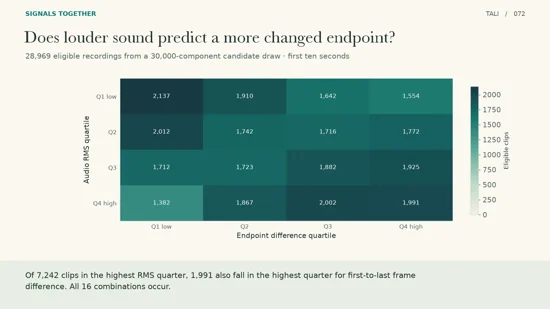 SIGNALS TOGETHER
TALI / 072
Does louder sound predict a more changed endpoint?
28,969 eligible recordings from a 30,000-component candidate draw · first ten seconds
Audio RMS quartile
Q1 low 2,137 1,910 1,642 1,554
Q2 2,012 1,742 1,716 1,772
Q3 1,712 1,723 1,882 1,925
Q4 high 1,382 1,867 2,002 1,991
Q1 low Q2 Q3 Q4 high
Endpoint difference quartile
2000
1750
1500
1250
1000
750
500
250
0
Eligible clips
Of 7,242 clips in the highest RMS quarter, 1,991 also fall in the highest quarter for first-to-last frame
difference. All 16 combinations occur.